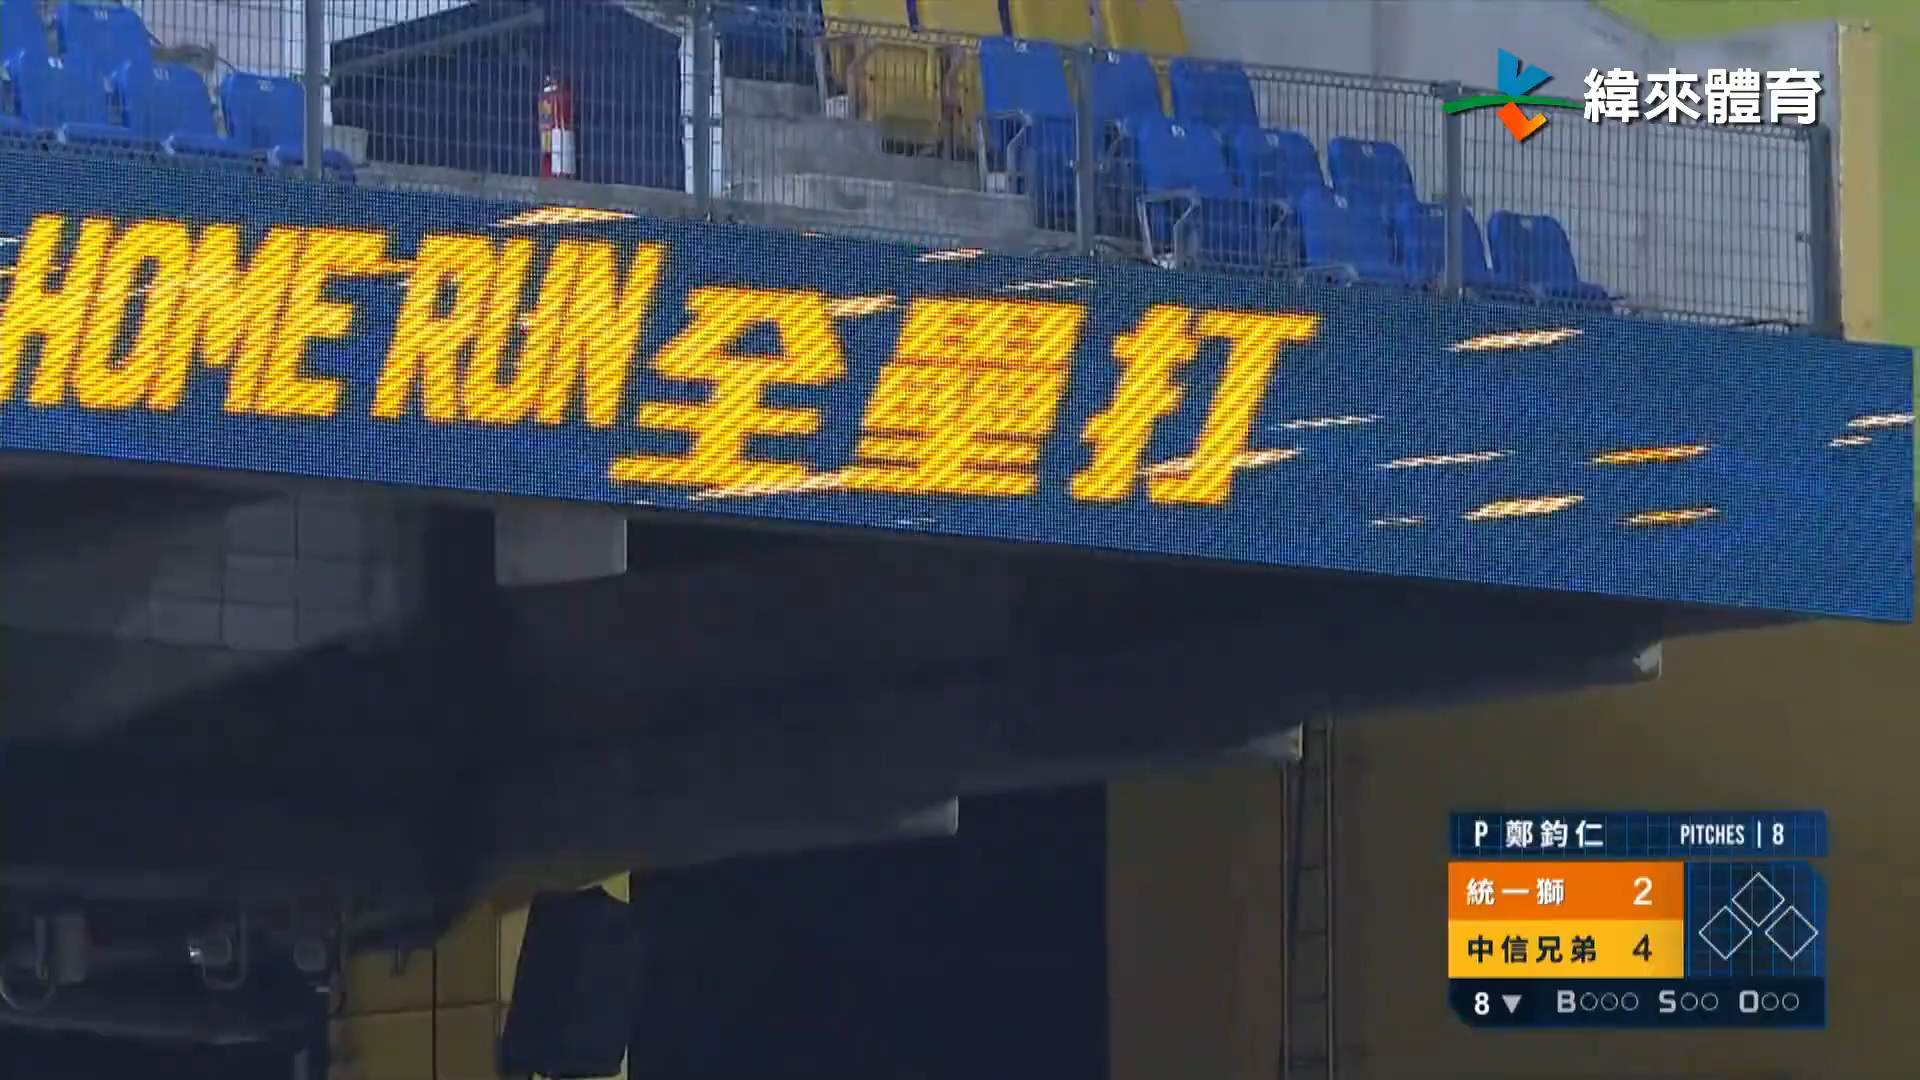 緯來體育
HOME RUN 全壘打
P 鄭鈞仁 PITCHES | 8
統一獅 2
中信兄弟 4
8 ▼ B○○○ S○○ O○○